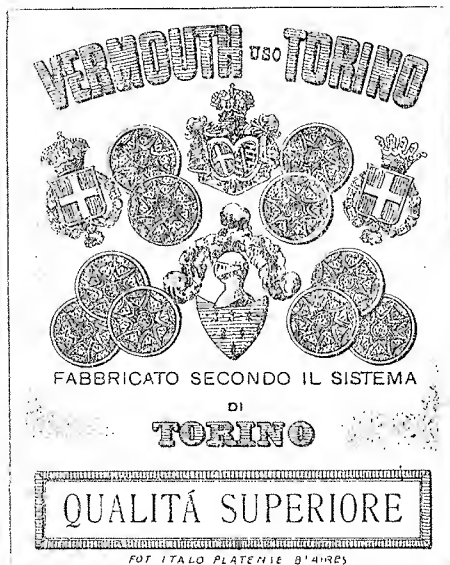 VERMOUTH USO TORINO
FABBRICATO SECONDO IL SISTEMA
DI
TORINO
QUALITÁ SUPERIORE
FOT ITALO PLATENSE B'AIRES